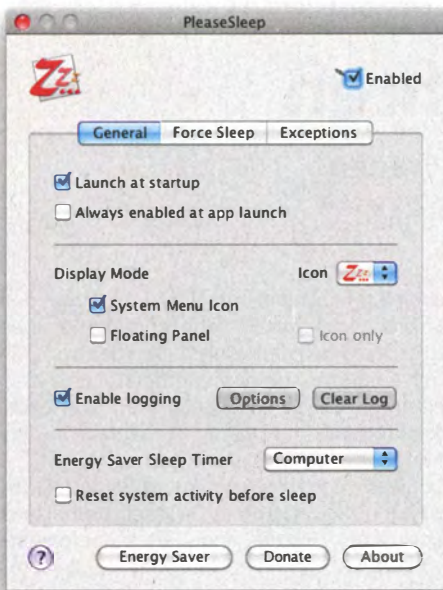 PleaseSleep
Zz z...
Enabled
General Force Sleep Exceptions
Launch at startup
Always enabled at app launch
Display Mode Icon Zzz
System Menu Icon
Floating Panel Icon only
Enable logging Options Clear Log
Energy Saver Sleep Timer Computer
Reset system activity before sleep
? Energy Saver Donate About